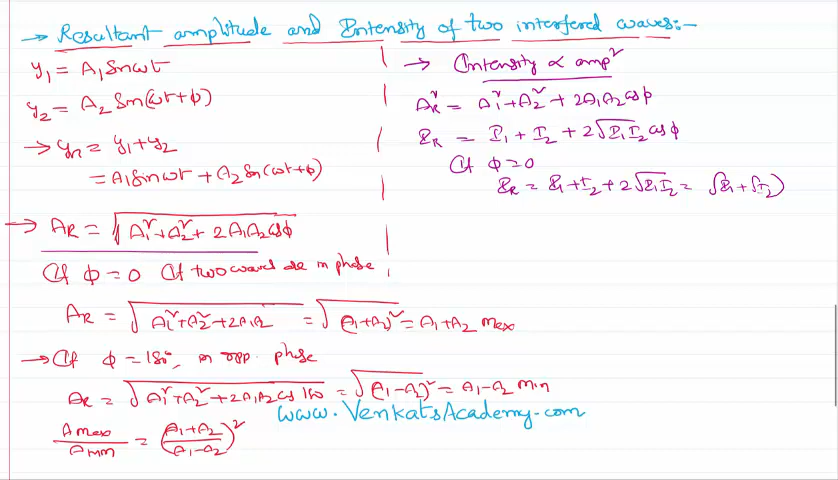 → Resultant amplitude and Intensity of two interfered waves:-
y₁ = A₁ Sinωt
y₂ = A₂ Sin(ωt+ϕ)
→ yR = y₁+y₂
= A₁Sinωt + A₂ Sin(ωt+ϕ)
→ AR = √(A₁²+A₂²+ 2A₁A₂Cosϕ)
If ϕ = 0 If two waves are in phase
AR = √(A₁²+A₂²+2A₁A₂) = √(A₁+A₂)² = A₁+A₂ max
→ If ϕ = 180°, in opp. phase
AR = √(A₁²+A₂²+2A₁A₂ Cos 180) = √(A₁-A₂)² = A₁-A₂ min
www.VenkatsAcademy.com
Amax/Amin = (A₁+A₂/A₁-A₂)²
→ Intensity ∝ amp²
AR² = A₁²+A₂² + 2A₁A₂Cosϕ
IR = I₁ + I₂ + 2√I₁I₂ Cosϕ
If ϕ=0
IR = I₁+I₂ + 2√I₁I₂ = (√I₁+√I₂)